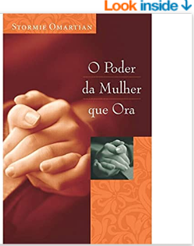 Look inside
STORMIE OMARTIAN
O Poder
da Mulher
que Ora